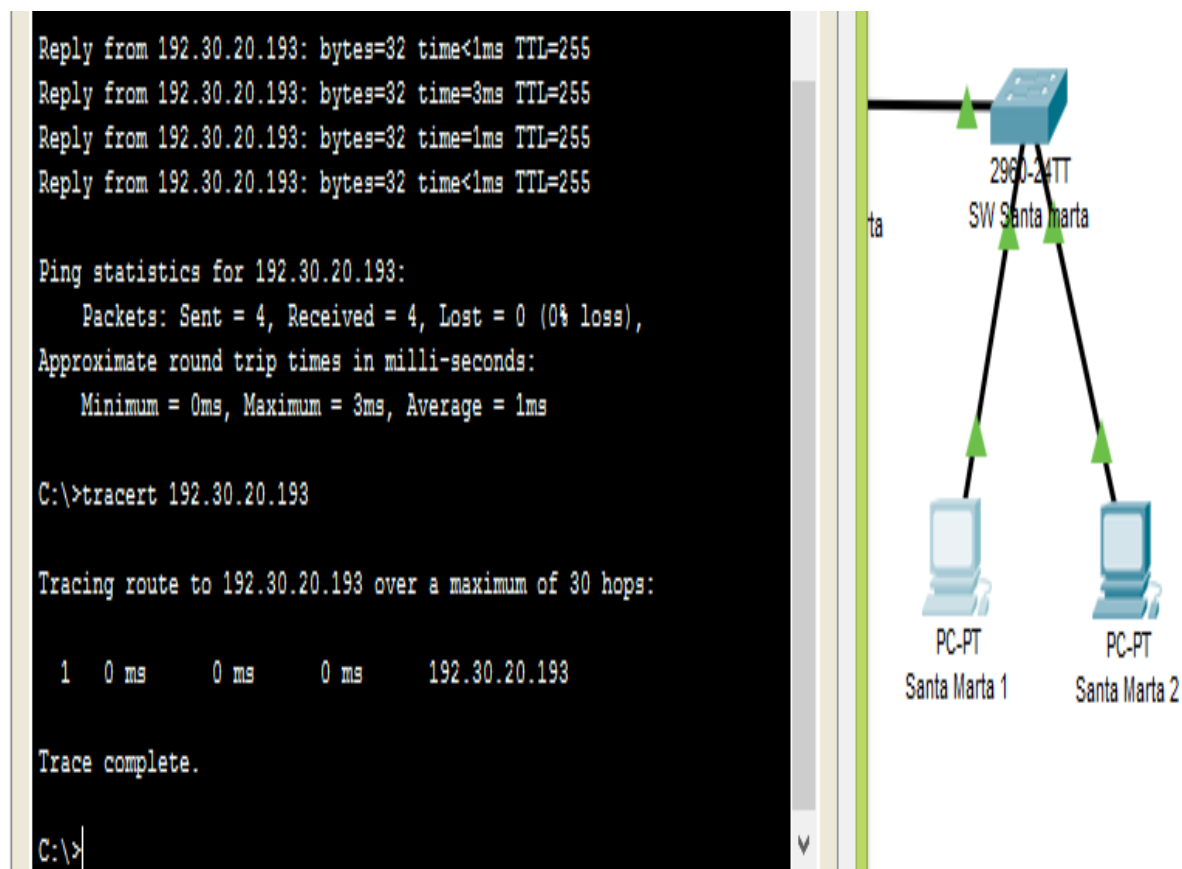 Reply from 192.30.20.193: bytes=32 time<1ms TTL=255
Reply from 192.30.20.193: bytes=32 time=3ms TTL=255
Reply from 192.30.20.193: bytes=32 time=1ms TTL=255
Reply from 192.30.20.193: bytes=32 time<1ms TTL=255
Ping statistics for 192.30.20.193:
Packets: Sent = 4, Received = 4, Lost = 0 (0% loss),
Approximate round trip times in milli-seconds:
Minimum = 0ms, Maximum = 3ms, Average = 1ms
C:\>tracert 192.30.20.193
Tracing route to 192.30.20.193 over a maximum of 30 hops:
1 0 ms 0 ms 0 ms 192.30.20.193
Trace complete.
C:\>
2960-24TT
SW Santa marta
ta
PC-PT
Santa Marta 1
PC-PT
Santa Marta 2